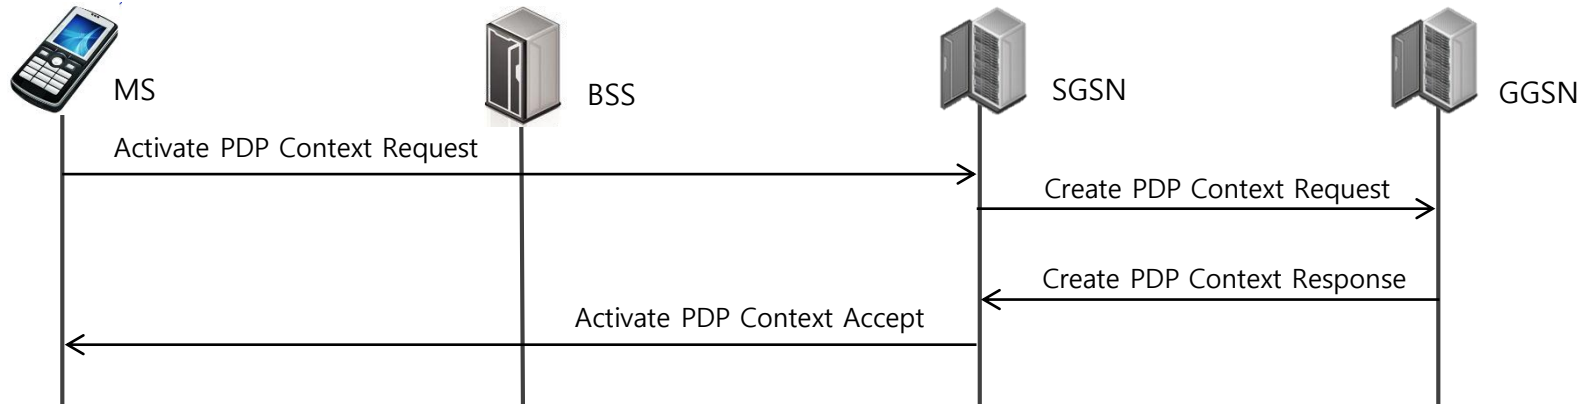 MS
BSS
SGSN
GGSN
Activate PDP Context Request
Create PDP Context Request
Create PDP Context Response
Activate PDP Context Accept